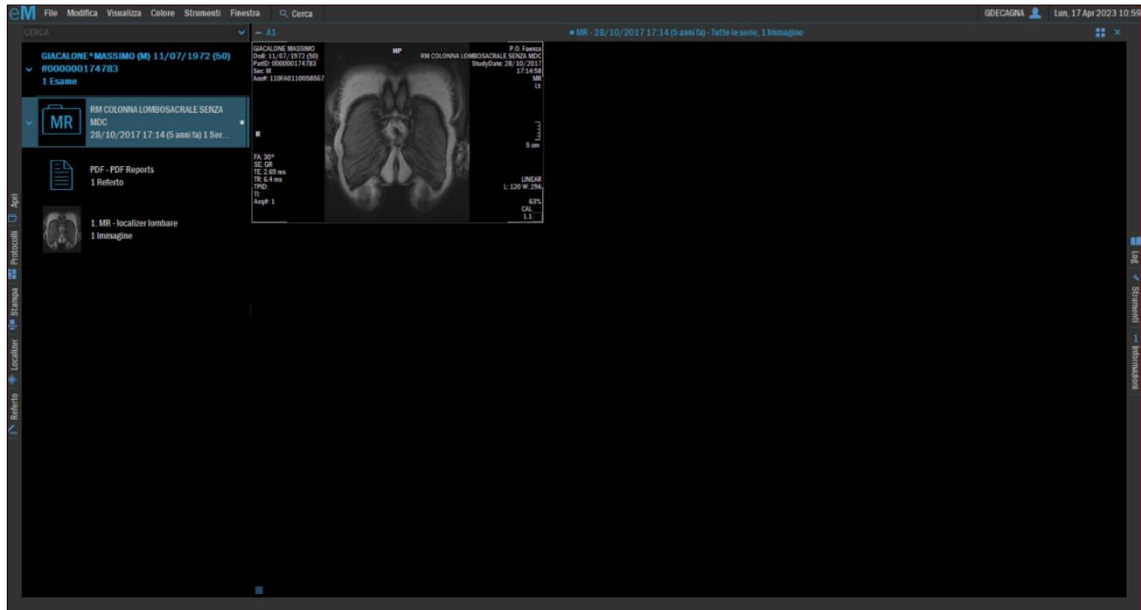 eM File Modifica Visualizza Colore Strumenti Finestra Cerca GDECAGNA Lun, 17 Apr 2023 10:59
CERCA
A1
MR - 28/10/2017 17:14 (5 anni fa) - Tutte le serie, 1 Immagine
GIACALONE*MASSIMO (M) 11/07/1972 (50)
#000000174783
1 Esame
MR
RM COLONNA LOMBOSACRALE SENZA
MDC
28/10/2017 17:14 (5 anni fa) 1 Ser...
PDF - PDF Reports
1 Referto
1: MR - localizer lombare
1 Immagine
GIACALONE MASSIMO
DoB: 11/07/1972 (50)
PatID: 000000174783
Sex: M
Ass#: 110FA0110058567
HP
P.O. Faenza
RM COLONNA LOMBOSACRALE SENZA MDC
StudyDate: 28/10/2017
17:14:58
MR
Lt
R
5 cm
FA: 30°
SE: GR
TE: 2.69 ms
TR: 6.4 ms
TPID:
TI:
Acq#: 1
LINEAR
L: 120 W: 296
63%
CAL
1.1
Apri
Protocolli
Stampa
Localizer
Referto
Log
Strumenti
Informazioni